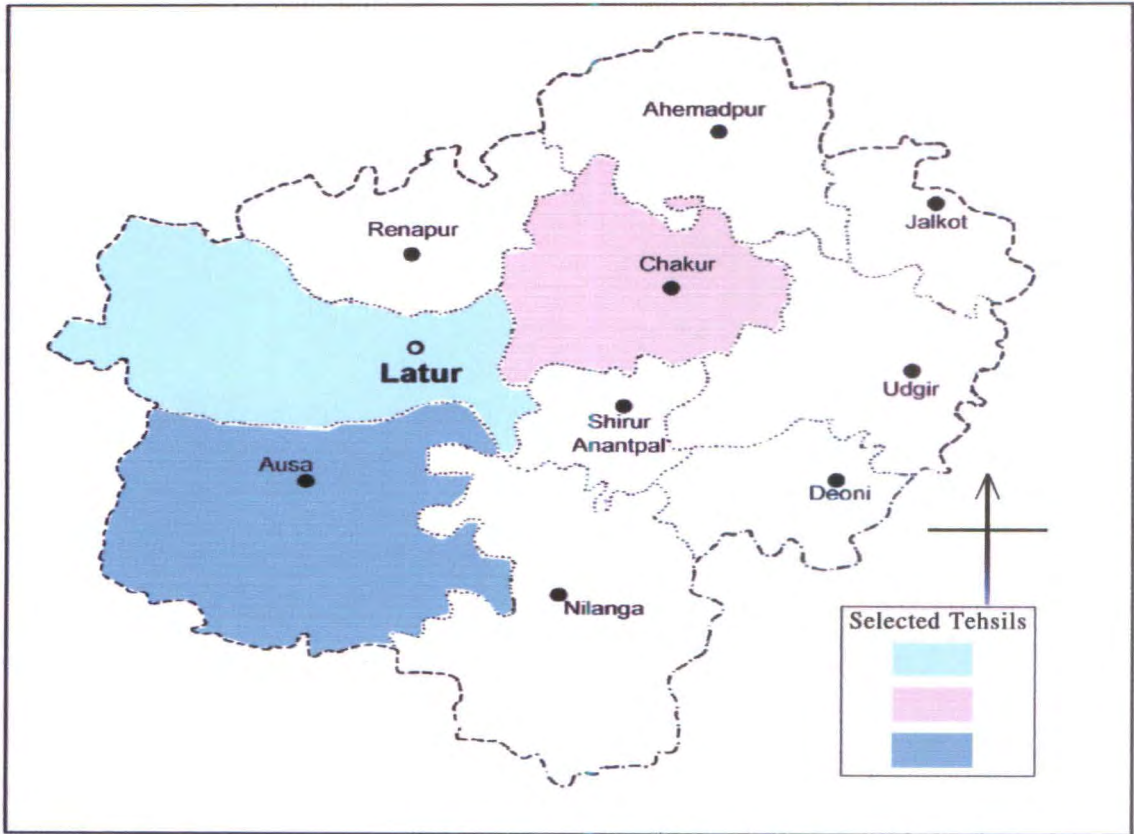 Ahemadpur
Jalkot
Renapur
Chakur
Latur
Udgir
Shirur
Anantpal
Ausa
Deoni
Nilanga
Selected Tehsils